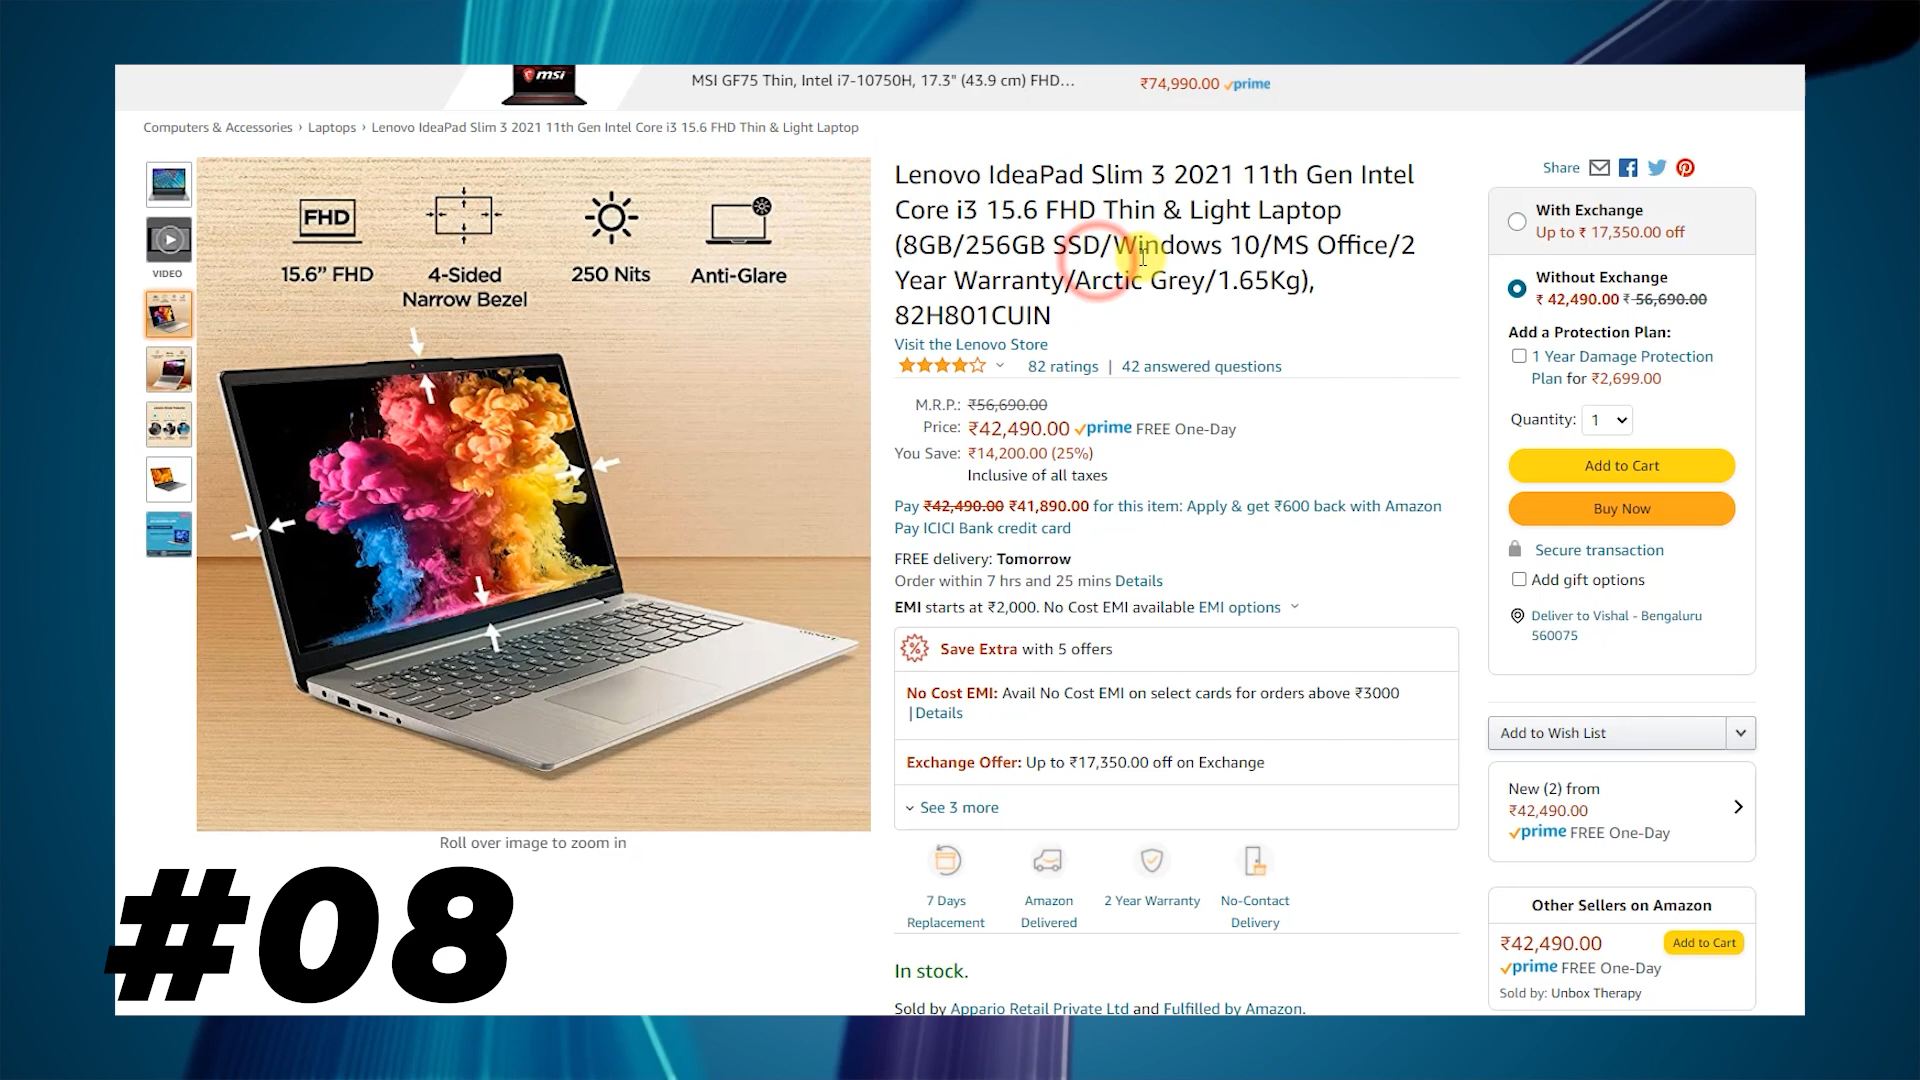 msi
MSI GF75 Thin, Intel i7-10750H, 17.3" (43.9 cm) FHD...
₹74,990.00 prime
Computers & Accessories › Laptops › Lenovo IdeaPad Slim 3 2021 11th Gen Intel Core i3 15.6 FHD Thin & Light Laptop
VIDEO
FHD
15.6” FHD
4-Sided
Narrow Bezel
250 Nits
Anti-Glare
Roll over image to zoom in
#08
Lenovo IdeaPad Slim 3 2021 11th Gen Intel
Core i3 15.6 FHD Thin & Light Laptop
(8GB/256GB SSD/Windows 10/MS Office/2
Year Warranty/Arctic Grey/1.65Kg),
82H801CUIN
Visit the Lenovo Store
82 ratings | 42 answered questions
M.R.P.: ₹56,690.00
Price: ₹42,490.00 prime FREE One-Day
You Save: ₹14,200.00 (25%)
Inclusive of all taxes
Pay ₹42,490.00 ₹41,890.00 for this item: Apply & get ₹600 back with Amazon
Pay ICICI Bank credit card
FREE delivery: Tomorrow
Order within 7 hrs and 25 mins Details
EMI starts at ₹2,000. No Cost EMI available EMI options
Save Extra with 5 offers
No Cost EMI: Avail No Cost EMI on select cards for orders above ₹3000
|Details
Exchange Offer: Up to ₹17,350.00 off on Exchange
See 3 more
7 Days
Replacement
Amazon
Delivered
2 Year Warranty
No-Contact
Delivery
In stock.
Sold by Appario Retail Private Ltd and Fulfilled by Amazon.
Share
With Exchange
Up to ₹ 17,350.00 off
Without Exchange
₹ 42,490.00 ₹ 56,690.00
Add a Protection Plan:
1 Year Damage Protection
Plan for ₹2,699.00
Quantity: 1
Add to Cart
Buy Now
Secure transaction
Add gift options
Deliver to Vishal - Bengaluru
560075
Add to Wish List
New (2) from
₹42,490.00
prime FREE One-Day
Other Sellers on Amazon
₹42,490.00 Add to Cart
prime FREE One-Day
Sold by: Unbox Therapy